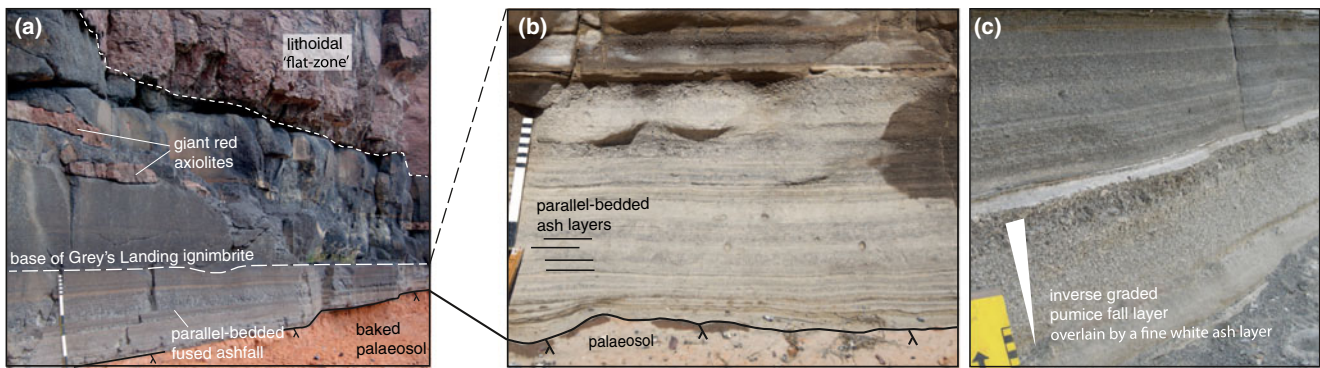 (a)
lithoidal
'flat-zone'
giant red
axiolites
base of Grey's Landing ignimbrite
parallel-bedded
fused ashfall
baked
palaeosol
(b)
parallel-bedded
ash layers
palaeosol
(c)
inverse graded
pumice fall layer
overlain by a fine white ash layer